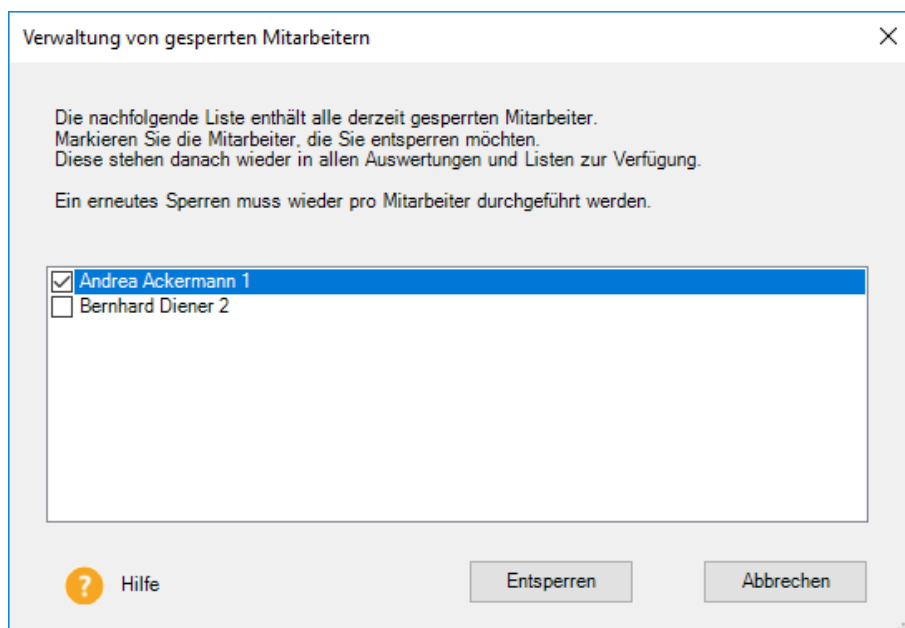 Verwaltung von gesperrten Mitarbeitern
Die nachfolgende Liste enthält alle derzeit gesperrten Mitarbeiter.
Markieren Sie die Mitarbeiter, die Sie entsperren möchten.
Diese stehen danach wieder in allen Auswertungen und Listen zur Verfügung.
Ein erneutes Sperren muss wieder pro Mitarbeiter durchgeführt werden.
Andrea Ackermann 1
Bernhard Diener 2
? Hilfe Entsperren Abbrechen